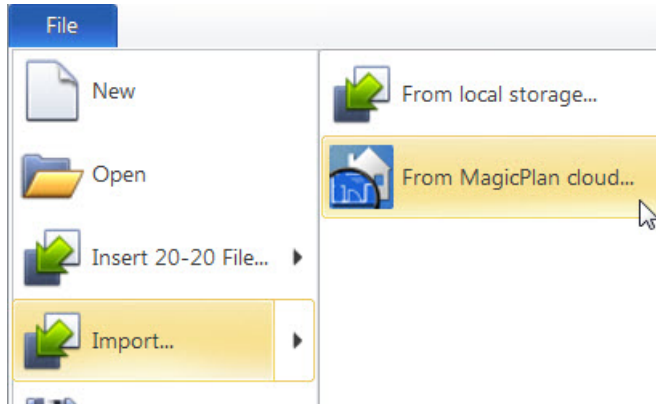 File
New
Open
Insert 20-20 File...
Import...
From local storage...
From MagicPlan cloud...